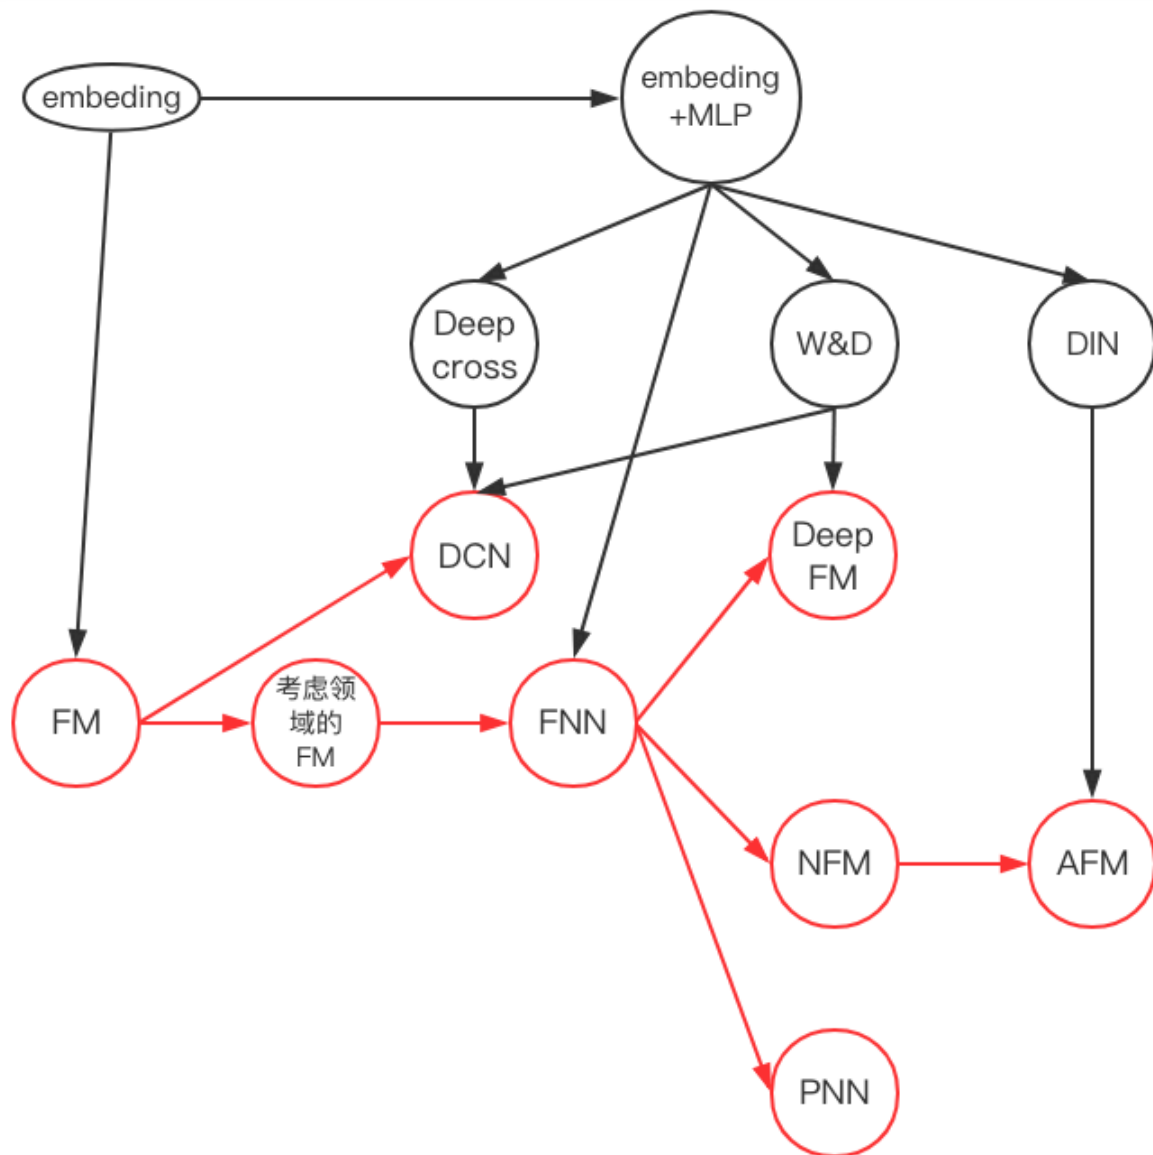 embeding
embeding
+MLP
Deep
cross
W&D
DIN
DCN
Deep
FM
FM
考虑领
域的
FM
FNN
NFM
AFM
PNN